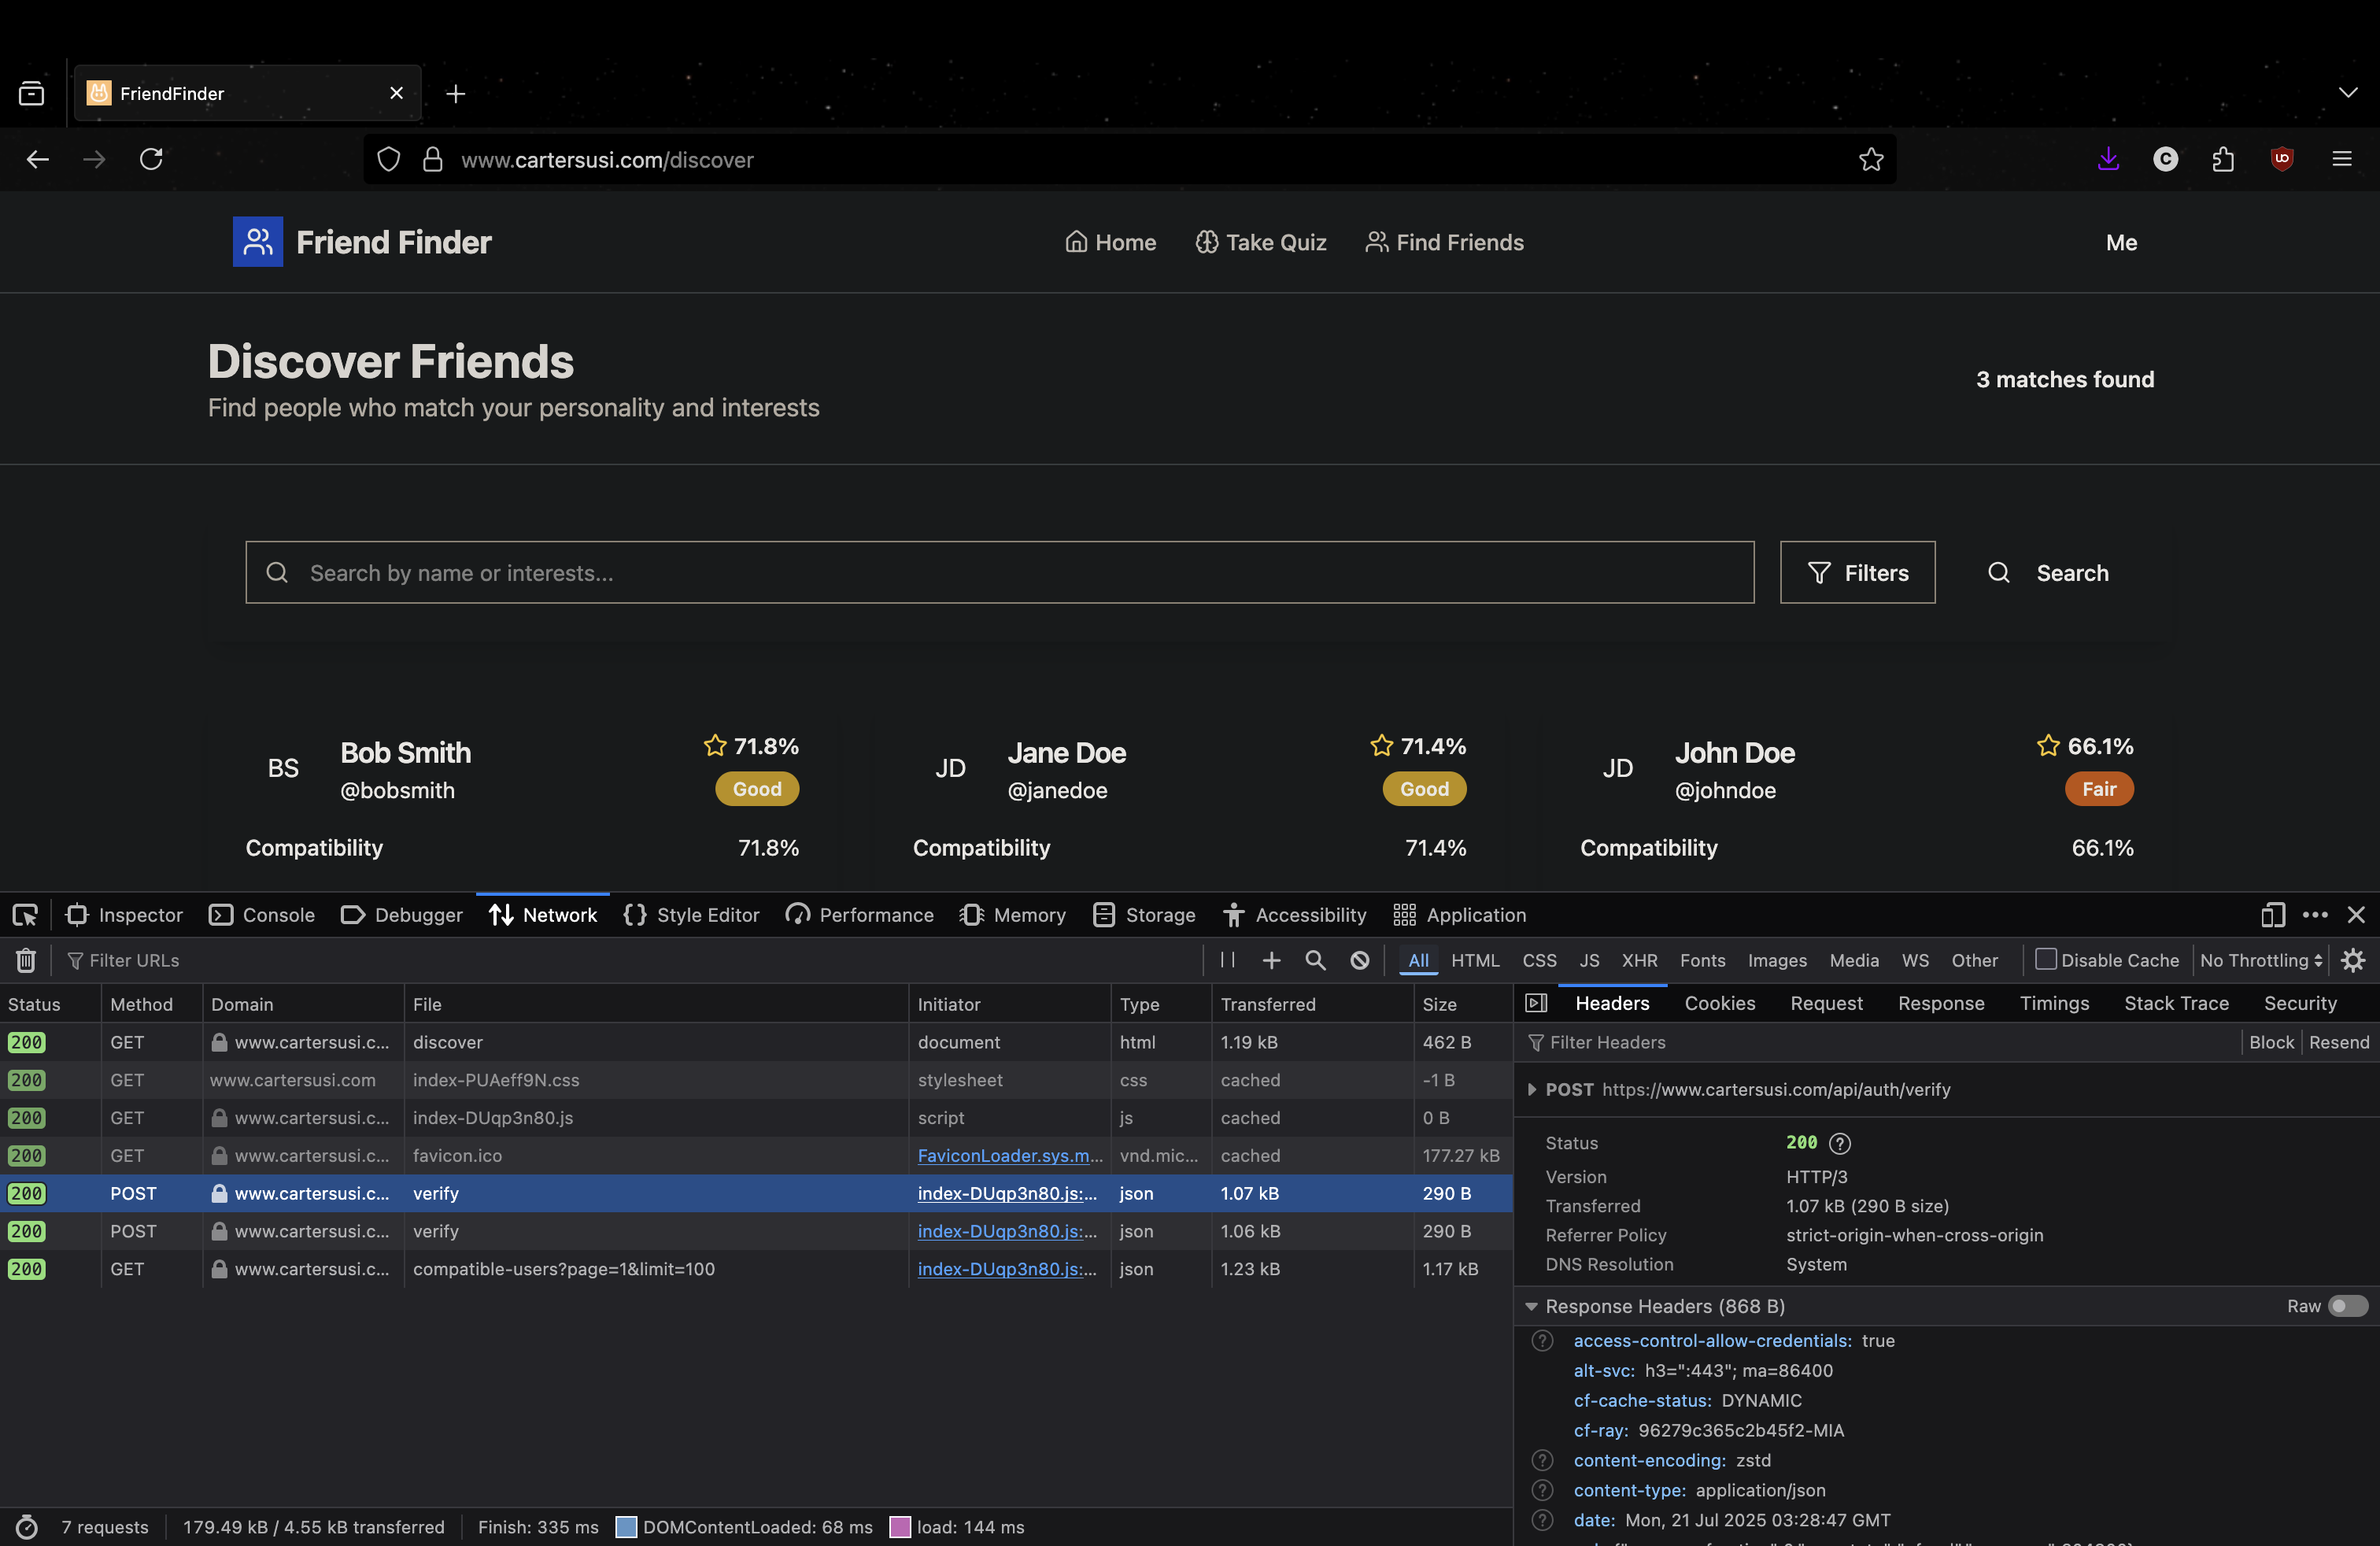 FriendFinder
www.cartersusi.com/discover
Friend Finder
Home
Take Quiz
Find Friends
Me
Discover Friends
Find people who match your personality and interests
3 matches found
Search by name or interests...
Filters
Search
BS
Bob Smith
@bobsmith
71.8%
Good
Compatibility
71.8%
JD
Jane Doe
@janedoe
71.4%
Good
Compatibility
71.4%
JD
John Doe
@johndoe
66.1%
Fair
Compatibility
66.1%
Inspector Console Debugger Network Style Editor Performance Memory Storage Accessibility Application
Filter URLs
All HTML CSS JS XHR Fonts Images Media WS Other Disable Cache No Throttling
Status Method Domain File Initiator Type Transferred Size
200 GET www.cartersusi.c... discover document html 1.19 kB 462 B
200 GET www.cartersusi.com index-PUAeff9N.css stylesheet css cached -1 B
200 GET www.cartersusi.c... index-DUqp3n80.js script js cached 0 B
200 GET www.cartersusi.c... favicon.ico FaviconLoader.sys.m... vnd.mic... cached 177.27 kB
200 POST www.cartersusi.c... verify index-DUqp3n80.js:... json 1.07 kB 290 B
200 POST www.cartersusi.c... verify index-DUqp3n80.js:... json 1.06 kB 290 B
200 GET www.cartersusi.c... compatible-users?page=1&limit=100 index-DUqp3n80.js:... json 1.23 kB 1.17 kB
7 requests 179.49 kB / 4.55 kB transferred Finish: 335 ms DOMContentLoaded: 68 ms load: 144 ms
Headers Cookies Request Response Timings Stack Trace Security
Filter Headers Block Resend
POST https://www.cartersusi.com/api/auth/verify
Status 200
Version HTTP/3
Transferred 1.07 kB (290 B size)
Referrer Policy strict-origin-when-cross-origin
DNS Resolution System
Response Headers (868 B) Raw
access-control-allow-credentials: true
alt-svc: h3=":443"; ma=86400
cf-cache-status: DYNAMIC
cf-ray: 96279c365c2b45f2-MIA
content-encoding: zstd
content-type: application/json
date: Mon, 21 Jul 2025 03:28:47 GMT